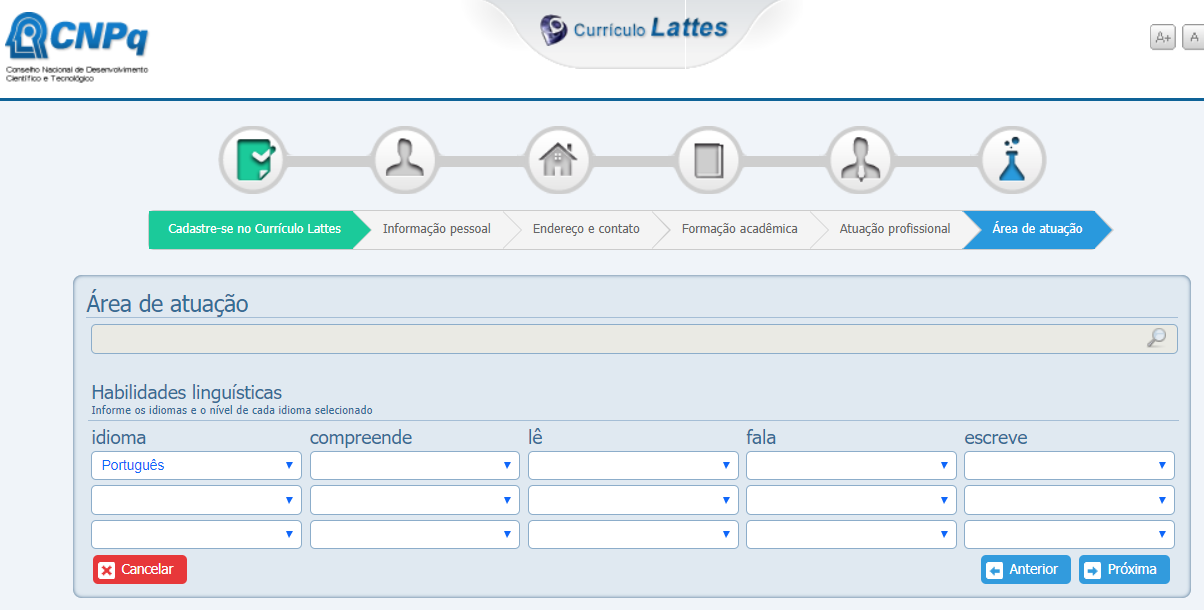 CNPq
Conselho Nacional de Desenvolvimento
Científico e Tecnológico
Currículo Lattes
A+ A
Cadastre-se no Currículo Lattes Informação pessoal Endereço e contato Formação acadêmica Atuação profissional Área de atuação
Área de atuação
Habilidades linguísticas
Informe os idiomas e o nível de cada idioma selecionado
idioma compreende lê fala escreve
Português
Cancelar Anterior Próxima